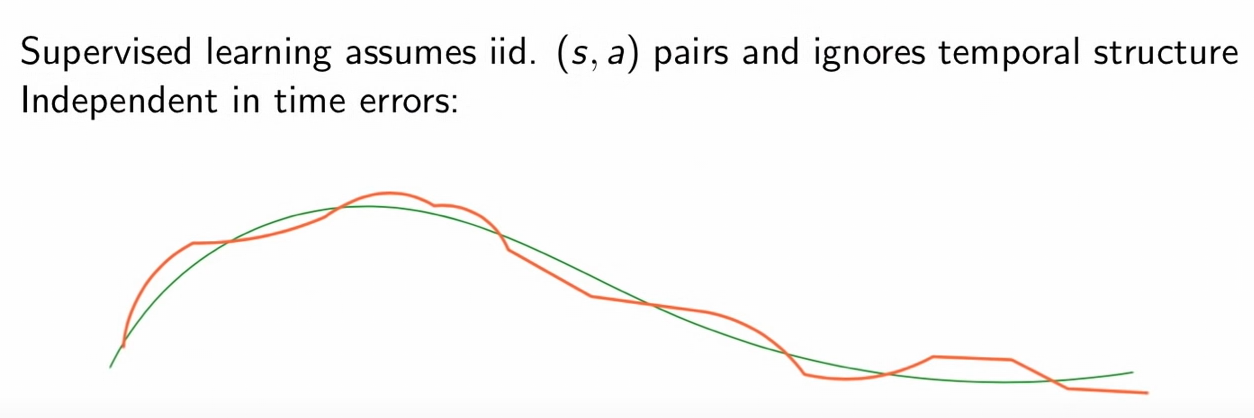 Supervised learning assumes iid. (s, a) pairs and ignores temporal structure
Independent in time errors: